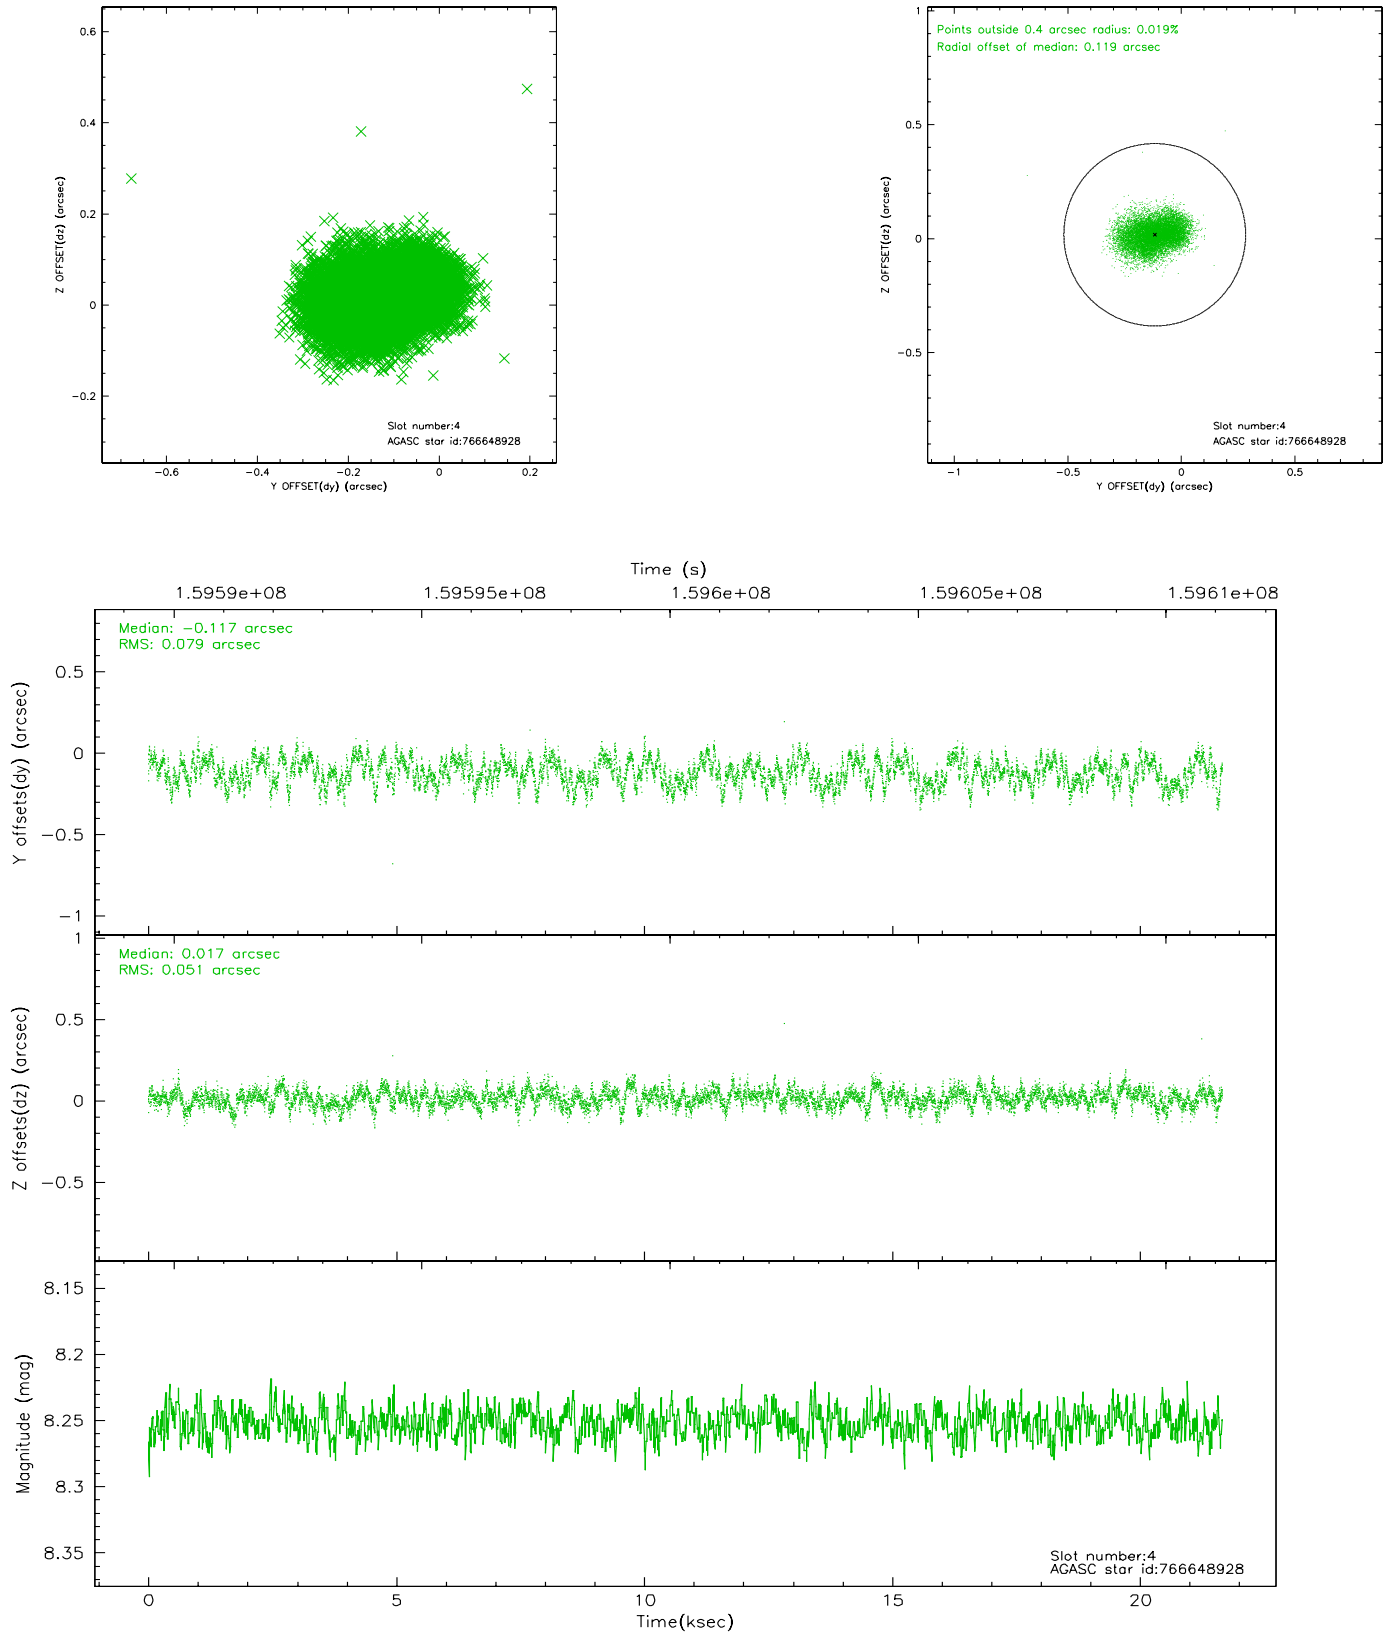 0.6
0.4
0.2
0
−0.2
Z OFFSET(dz) (arcsec)
Slot number:4
AGASC star id:766648928
−0.6 −0.4 −0.2 0 0.2
Y OFFSET(dy) (arcsec)
Points outside 0.4 arcsec radius: 0.019%
Radial offset of median: 0.119 arcsec
1
0.5
0
−0.5
Z OFFSET(dz) (arcsec)
Slot number:4
AGASC star id:766648928
−1 −0.5 0 0.5
Y OFFSET(dy) (arcsec)
Time (s)
1.5959e+08 1.59595e+08 1.596e+08 1.59605e+08 1.5961e+08
Median: −0.117 arcsec
RMS: 0.079 arcsec
0.5
0
−0.5
−1
Y offsets(dy) (arcsec)
Median: 0.017 arcsec
RMS: 0.051 arcsec
1
0.5
0
−0.5
Z offsets(dz) (arcsec)
8.15
8.2
8.25
8.3
8.35
Magnitude (mag)
Slot number:4
AGASC star id:766648928
0 5 10 15 20
Time(ksec)